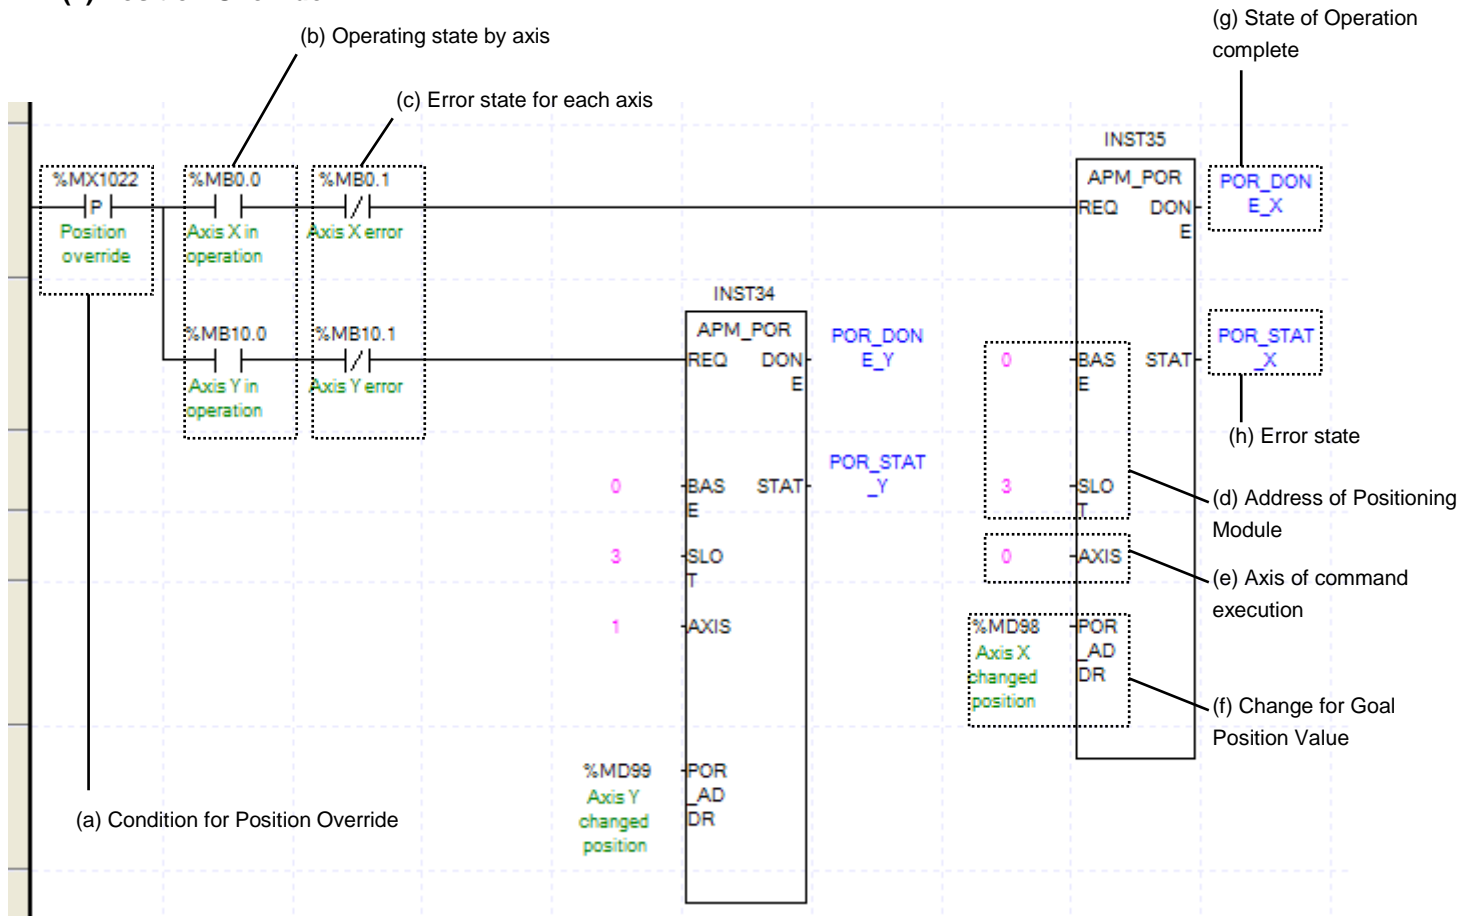 (g) State of Operation
complete
(b) Operating state by axis
(c) Error state for each axis
INST35
%MX1022
%MB0.0
%MB0.1
APM_POR
POR_DON
E_X
P
REQ
DON
E
Position
override
Axis X in
operation
Axis X error
INST34
%MB10.0
%MB10.1
APM_POR
POR_DON
E_Y
REQ
DON
E
0
BAS
E
STAT
POR_STAT
_X
Axis Y in
operation
Axis Y error
(h) Error state
POR_STAT
_Y
0
BAS
E
STAT
3
SLO
T
(d) Address of Positioning
Module
3
SLO
T
0
AXIS
(e) Axis of command
execution
1
AXIS
%MD98
Axis X
changed
position
POR
_AD
DR
(f) Change for Goal
Position Value
%MD99
Axis Y
changed
position
POR
_AD
DR
(a) Condition for Position Override